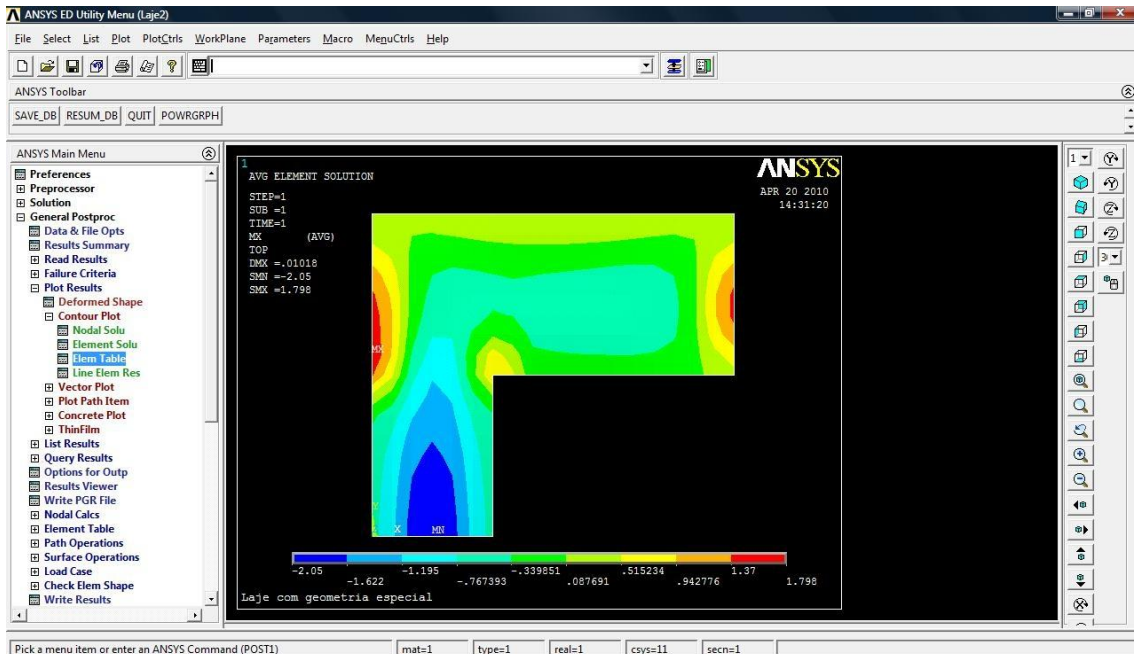 ANSYS ED Utility Menu (Laje2)
File Select List Plot PlotCtrls WorkPlane Parameters Macro MenuCtrls Help
ANSYS Toolbar
SAVE_DB RESUM_DB QUIT POWRGRPH
ANSYS Main Menu
Preferences
Preprocessor
Solution
General Postproc
Data & File Opts
Results Summary
Read Results
Failure Criteria
Plot Results
Deformed Shape
Contour Plot
Nodal Solu
Element Solu
Elem Table
Line Elem Res
Vector Plot
Plot Path Item
Concrete Plot
ThinFilm
List Results
Query Results
Options for Outp
Results Viewer
Write PGR File
Nodal Calcs
Element Table
Path Operations
Surface Operations
Load Case
Check Elem Shape
Write Results
1
AVG ELEMENT SOLUTION
STEP=1
SUB =1
TIME=1
MX (AVG)
TOP
DMX =.01018
SMN =-2.05
SMX =1.798
ANSYS
APR 20 2010
14:31:20
MX
Y
X MN
-2.05 -1.195 -.339851 .515234 1.37
-1.622 -.767393 .087691 .942776 1.798
Laje com geometria especial
1
Pick a menu item or enter an ANSYS Command (POST1) mat=1 type=1 real=1 csys=11 secn=1